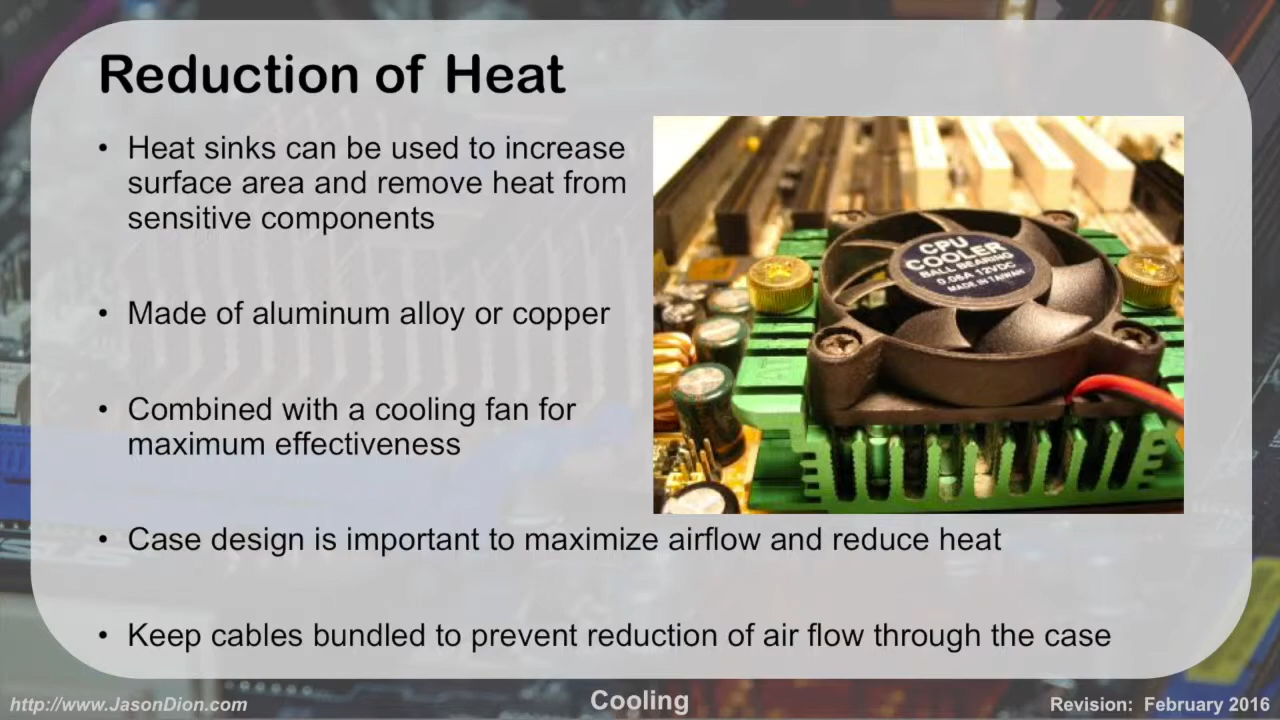 Reduction of Heat
• Heat sinks can be used to increase
surface area and remove heat from
sensitive components
• Made of aluminum alloy or copper
• Combined with a cooling fan for
maximum effectiveness
CPU
COOLER
BALL BEARING
0.06A 12VDC
MADE IN TAIWAN
• Case design is important to maximize airflow and reduce heat
• Keep cables bundled to prevent reduction of air flow through the case
http://www.JasonDion.com
Cooling
Revision: February 2016